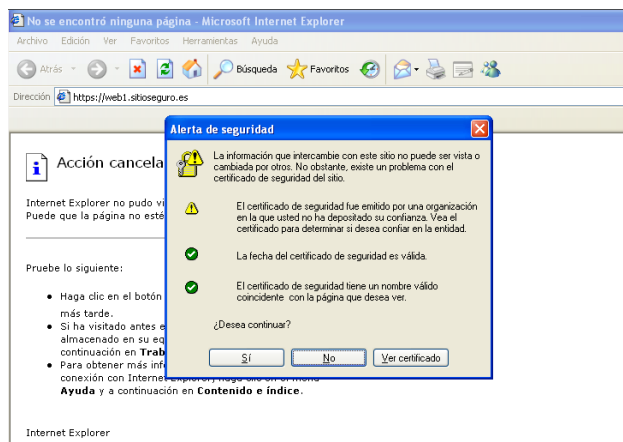 No se encontró ninguna página - Microsoft Internet Explorer
Archivo Edición Ver Favoritos Herramientas Ayuda
Atrás Búsqueda Favoritos
Dirección https://web1.sitioseguro.es
Alerta de seguridad
La información que intercambie con este sitio no puede ser vista o
cambiada por otros. No obstante, existe un problema con el
certificado de seguridad del sitio.
El certificado de seguridad fue emitido por una organización
en la que usted no ha depositado su confianza. Vea el
certificado para determinar si desea confiar en la entidad.
La fecha del certificado de seguridad es válida.
El certificado de seguridad tiene un nombre válido
coincidente con la página que desea ver.
¿Desea continuar?
Sí No Ver certificado
Acción cancela
Internet Explorer no pudo vi
Puede que la página no esté
Pruebe lo siguiente:
Haga clic en el botón
más tarde.
Si ha visitado antes e
almacenado en su eq
continuación en Trab
Para obtener más info
conexión con Internet
Ayuda y a continuación en Contenido e índice.
Internet Explorer